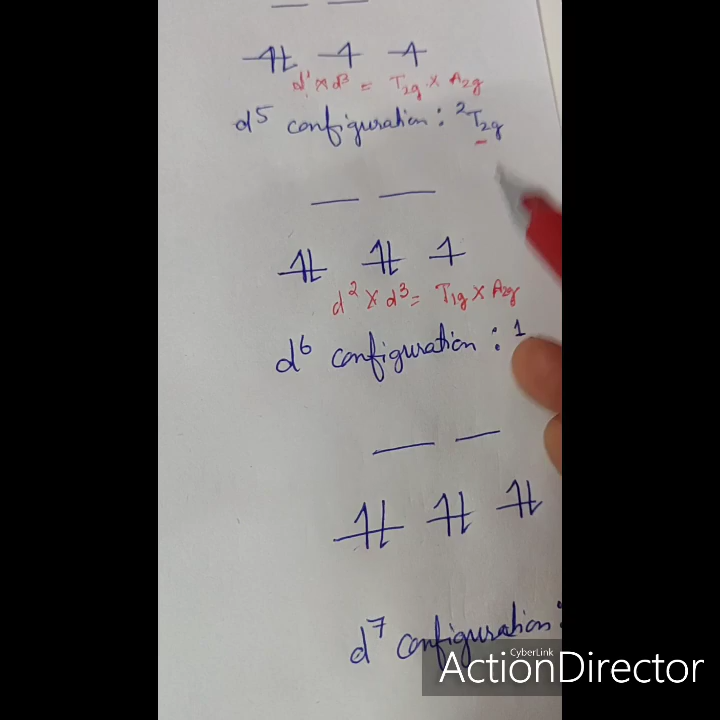 d¹ × d³ = T₂g × A₂g
d⁵ configuration : ²T₂g
d² × d³ = T₁g × A₂g
d⁶ configuration : ¹
d⁷ configuration :
CyberLink
ActionDirector